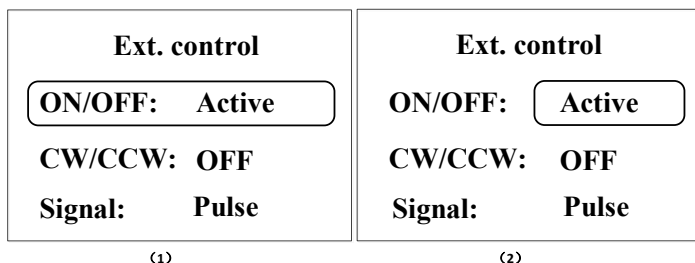 Ext. control
ON/OFF: Active
CW/CCW: OFF
Signal: Pulse
(1)
Ext. control
ON/OFF: Active
CW/CCW: OFF
Signal: Pulse
(2)